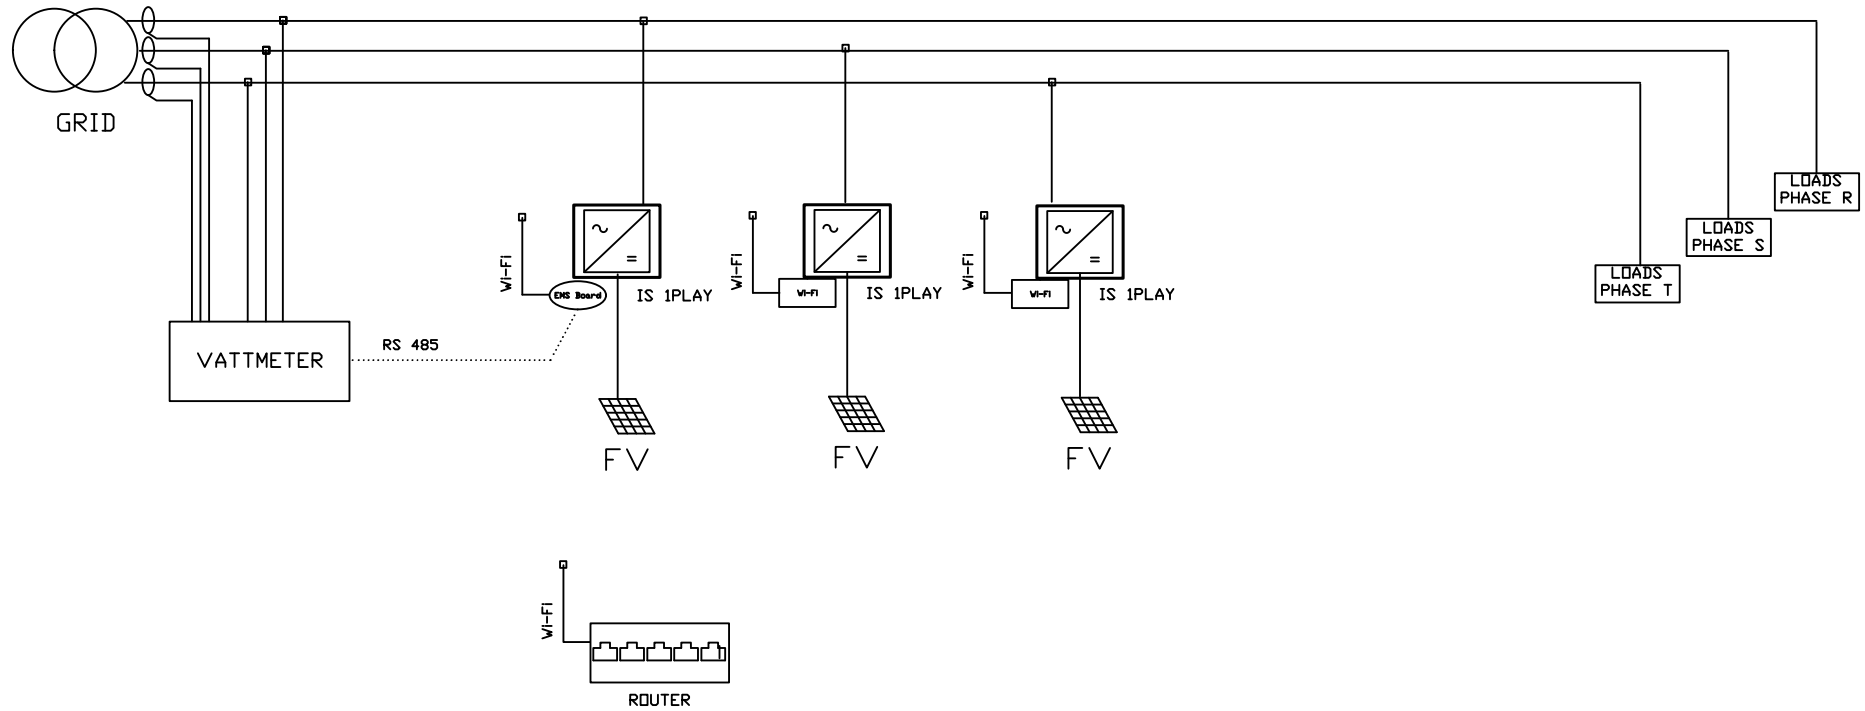 GRID
LOADS
PHASE R
LOADS
PHASE S
LOADS
PHASE T
Wi-Fi
EMS Board
IS 1PLAY
Wi-Fi
Wi-Fi
IS 1PLAY
Wi-Fi
Wi-Fi
IS 1PLAY
VATTMETER
RS 485
FV
FV
FV
Wi-Fi
ROUTER